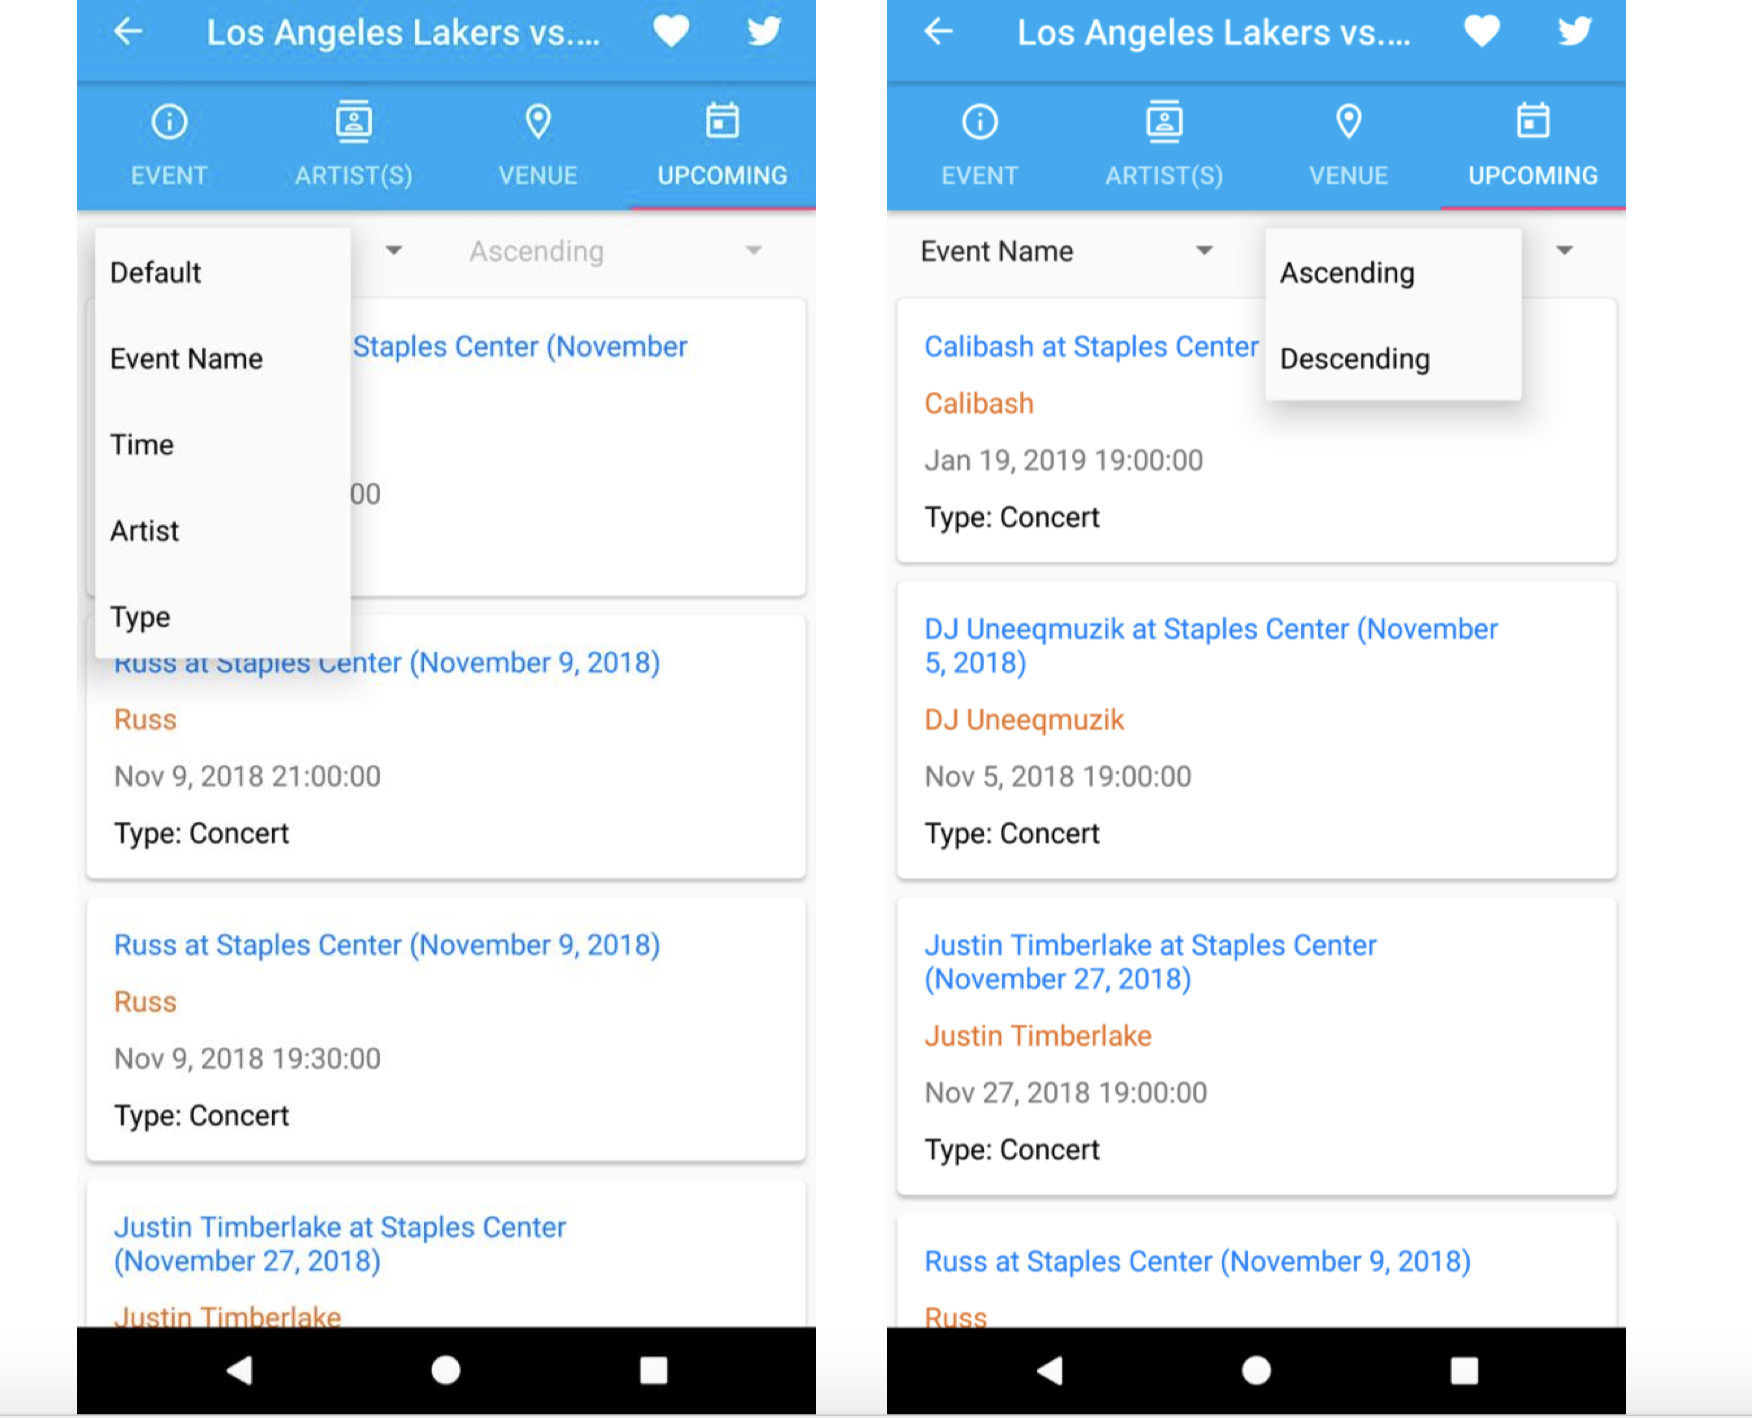 Los Angeles Lakers vs....
EVENT
ARTIST(S)
VENUE
UPCOMING
Default
Event Name
Time
Artist
Type
Ascending
Staples Center (November
00
Russ at Staples Center (November 9, 2018)
Russ
Nov 9, 2018 21:00:00
Type: Concert
Russ at Staples Center (November 9, 2018)
Russ
Nov 9, 2018 19:30:00
Type: Concert
Justin Timberlake at Staples Center
(November 27, 2018)
Justin Timberlake
Los Angeles Lakers vs....
EVENT
ARTIST(S)
VENUE
UPCOMING
Event Name
Ascending
Descending
Calibash at Staples Center
Calibash
Jan 19, 2019 19:00:00
Type: Concert
DJ Uneeqmuzik at Staples Center (November
5, 2018)
DJ Uneeqmuzik
Nov 5, 2018 19:00:00
Type: Concert
Justin Timberlake at Staples Center
(November 27, 2018)
Justin Timberlake
Nov 27, 2018 19:00:00
Type: Concert
Russ at Staples Center (November 9, 2018)
Russ